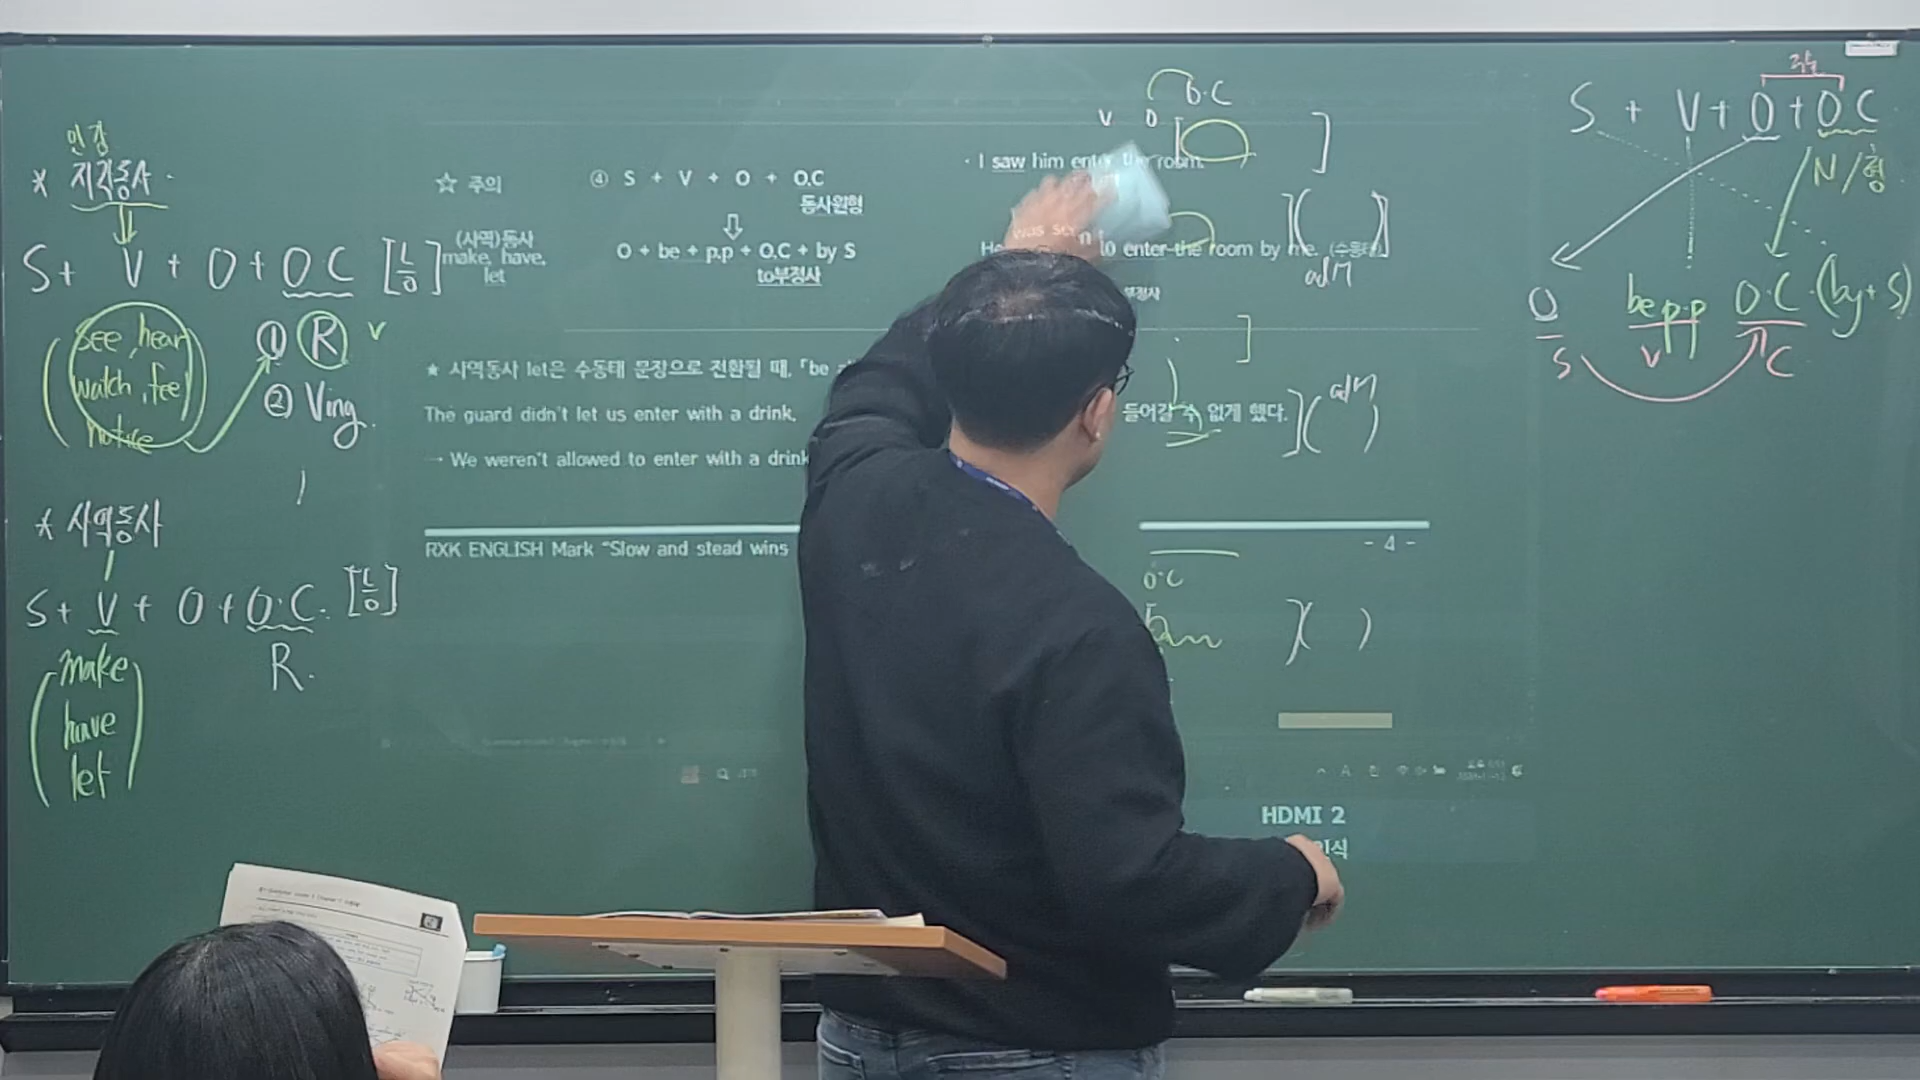 인강
* 지각동사
S + V + O + O.C
(see, hear
watch, feel
notice)
① R v
② Ving
* 사역동사
S + V + O + O.C.
(make
have
let)
R.
☆ 주의
(사역)동사
make, have,
let
④ S + V + O + O.C
동사원형
O + be + p.p + O.C + by S
to부정사
★ 사역동사 let은 수동태 문장으로 전환될 때, 「be
The guard didn't let us enter with a drink.
→ We weren't allowed to enter with a drink
RXK ENGLISH Mark "Slow and stead wins
O.C
V O
· I saw him enter the room.
to enter the room by me. (수동태)
adM
들어갈 수 없게 했다.
adM
- 4 -
O.C
HDMI 2
S + V + O + O C
N / 형
O be p.p O.C (by + S)
S V C